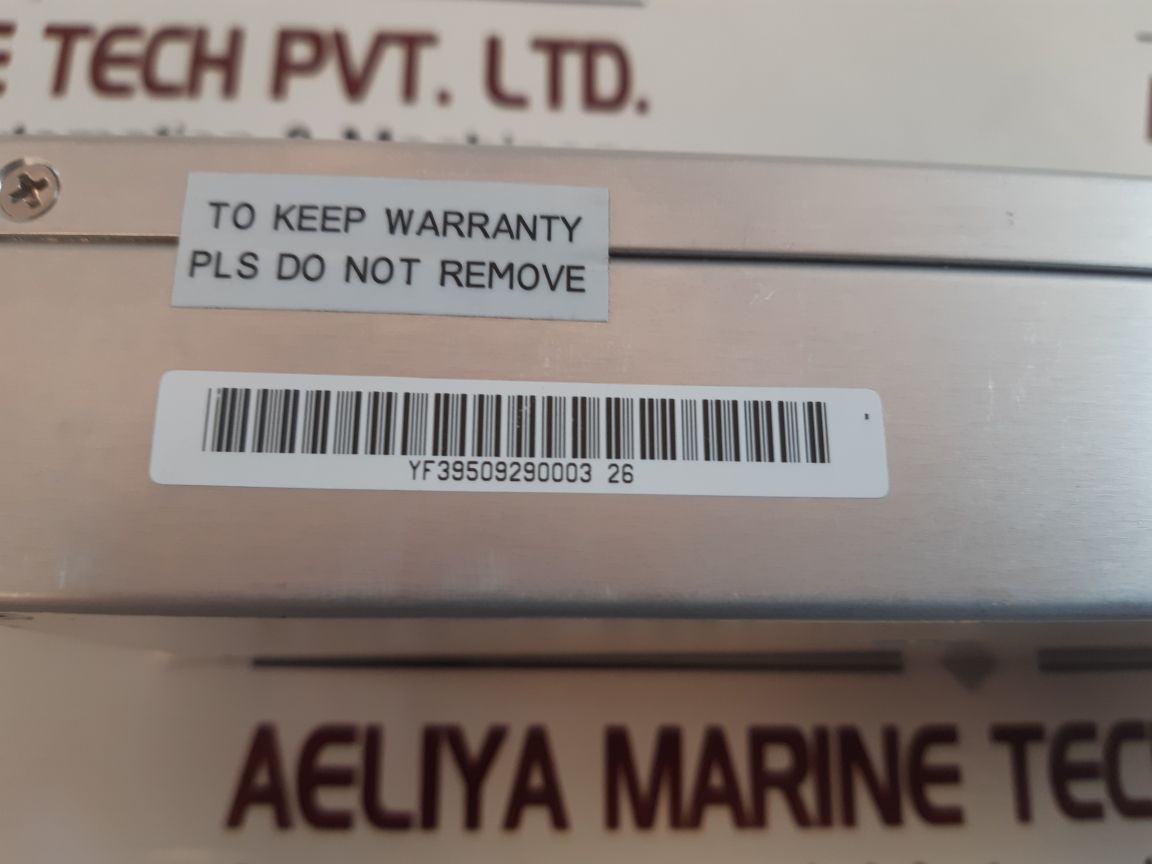 E TECH PVT. LTD.
TO KEEP WARRANTY
PLS DO NOT REMOVE
YF39509290003 26
AELIYA MARINE TEC